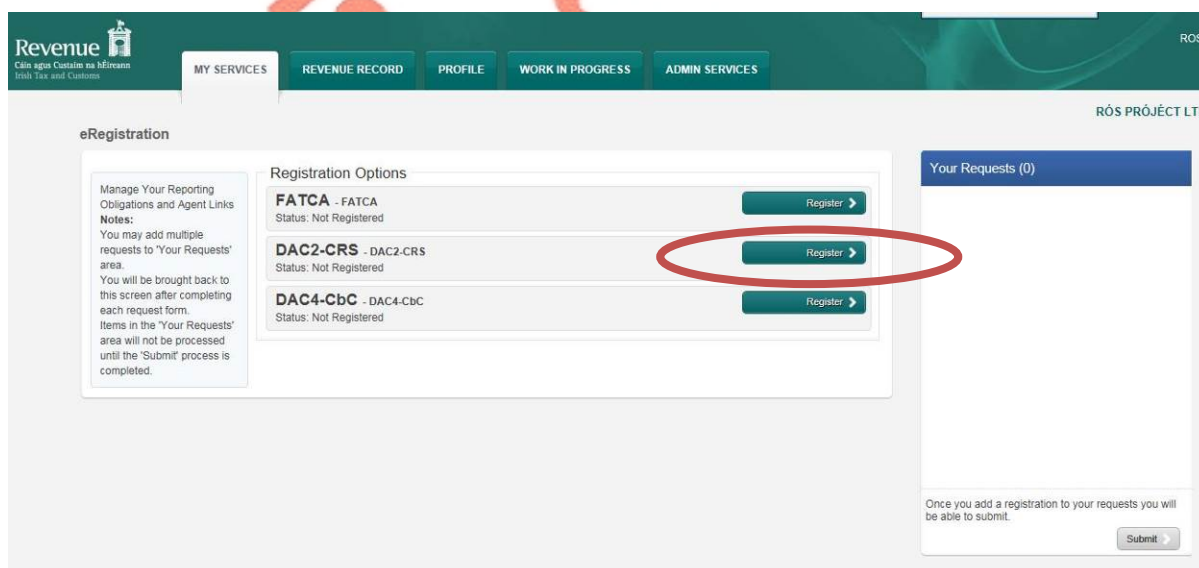 Revenue
Cáin agus Custaim na hÉireann
Irish Tax and Customs
MY SERVICES
REVENUE RECORD
PROFILE
WORK IN PROGRESS
ADMIN SERVICES
ROS
RÓS PRÓJÉCT LT
eRegistration
Manage Your Reporting
Obligations and Agent Links
Notes:
You may add multiple
requests to 'Your Requests'
area.
You will be brought back to
this screen after completing
each request form.
Items in the 'Your Requests'
area will not be processed
until the 'Submit' process is
completed.
Registration Options
FATCA - FATCA
Status: Not Registered
Register
DAC2-CRS - DAC2-CRS
Status: Not Registered
Register
DAC4-CbC - DAC4-CbC
Status: Not Registered
Register
Your Requests (0)
Once you add a registration to your requests you will
be able to submit.
Submit